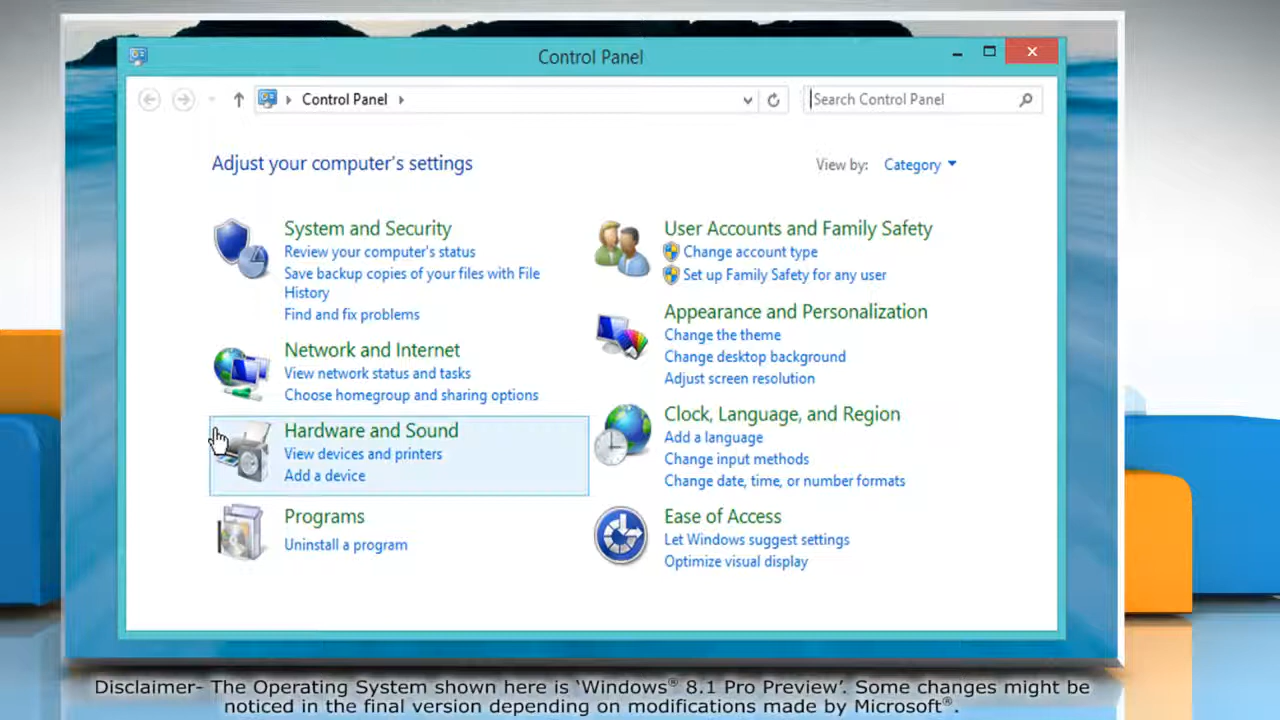 Control Panel
Control Panel
Search Control Panel
Adjust your computer's settings
View by: Category
System and Security
Review your computer's status
Save backup copies of your files with File
History
Find and fix problems
Network and Internet
View network status and tasks
Choose homegroup and sharing options
Hardware and Sound
View devices and printers
Add a device
Programs
Uninstall a program
User Accounts and Family Safety
Change account type
Set up Family Safety for any user
Appearance and Personalization
Change the theme
Change desktop background
Adjust screen resolution
Clock, Language, and Region
Add a language
Change input methods
Change date, time, or number formats
Ease of Access
Let Windows suggest settings
Optimize visual display
Disclaimer- The Operating System shown here is ‘Windows® 8.1 Pro Preview’. Some changes might be
noticed in the final version depending on modifications made by Microsoft®.